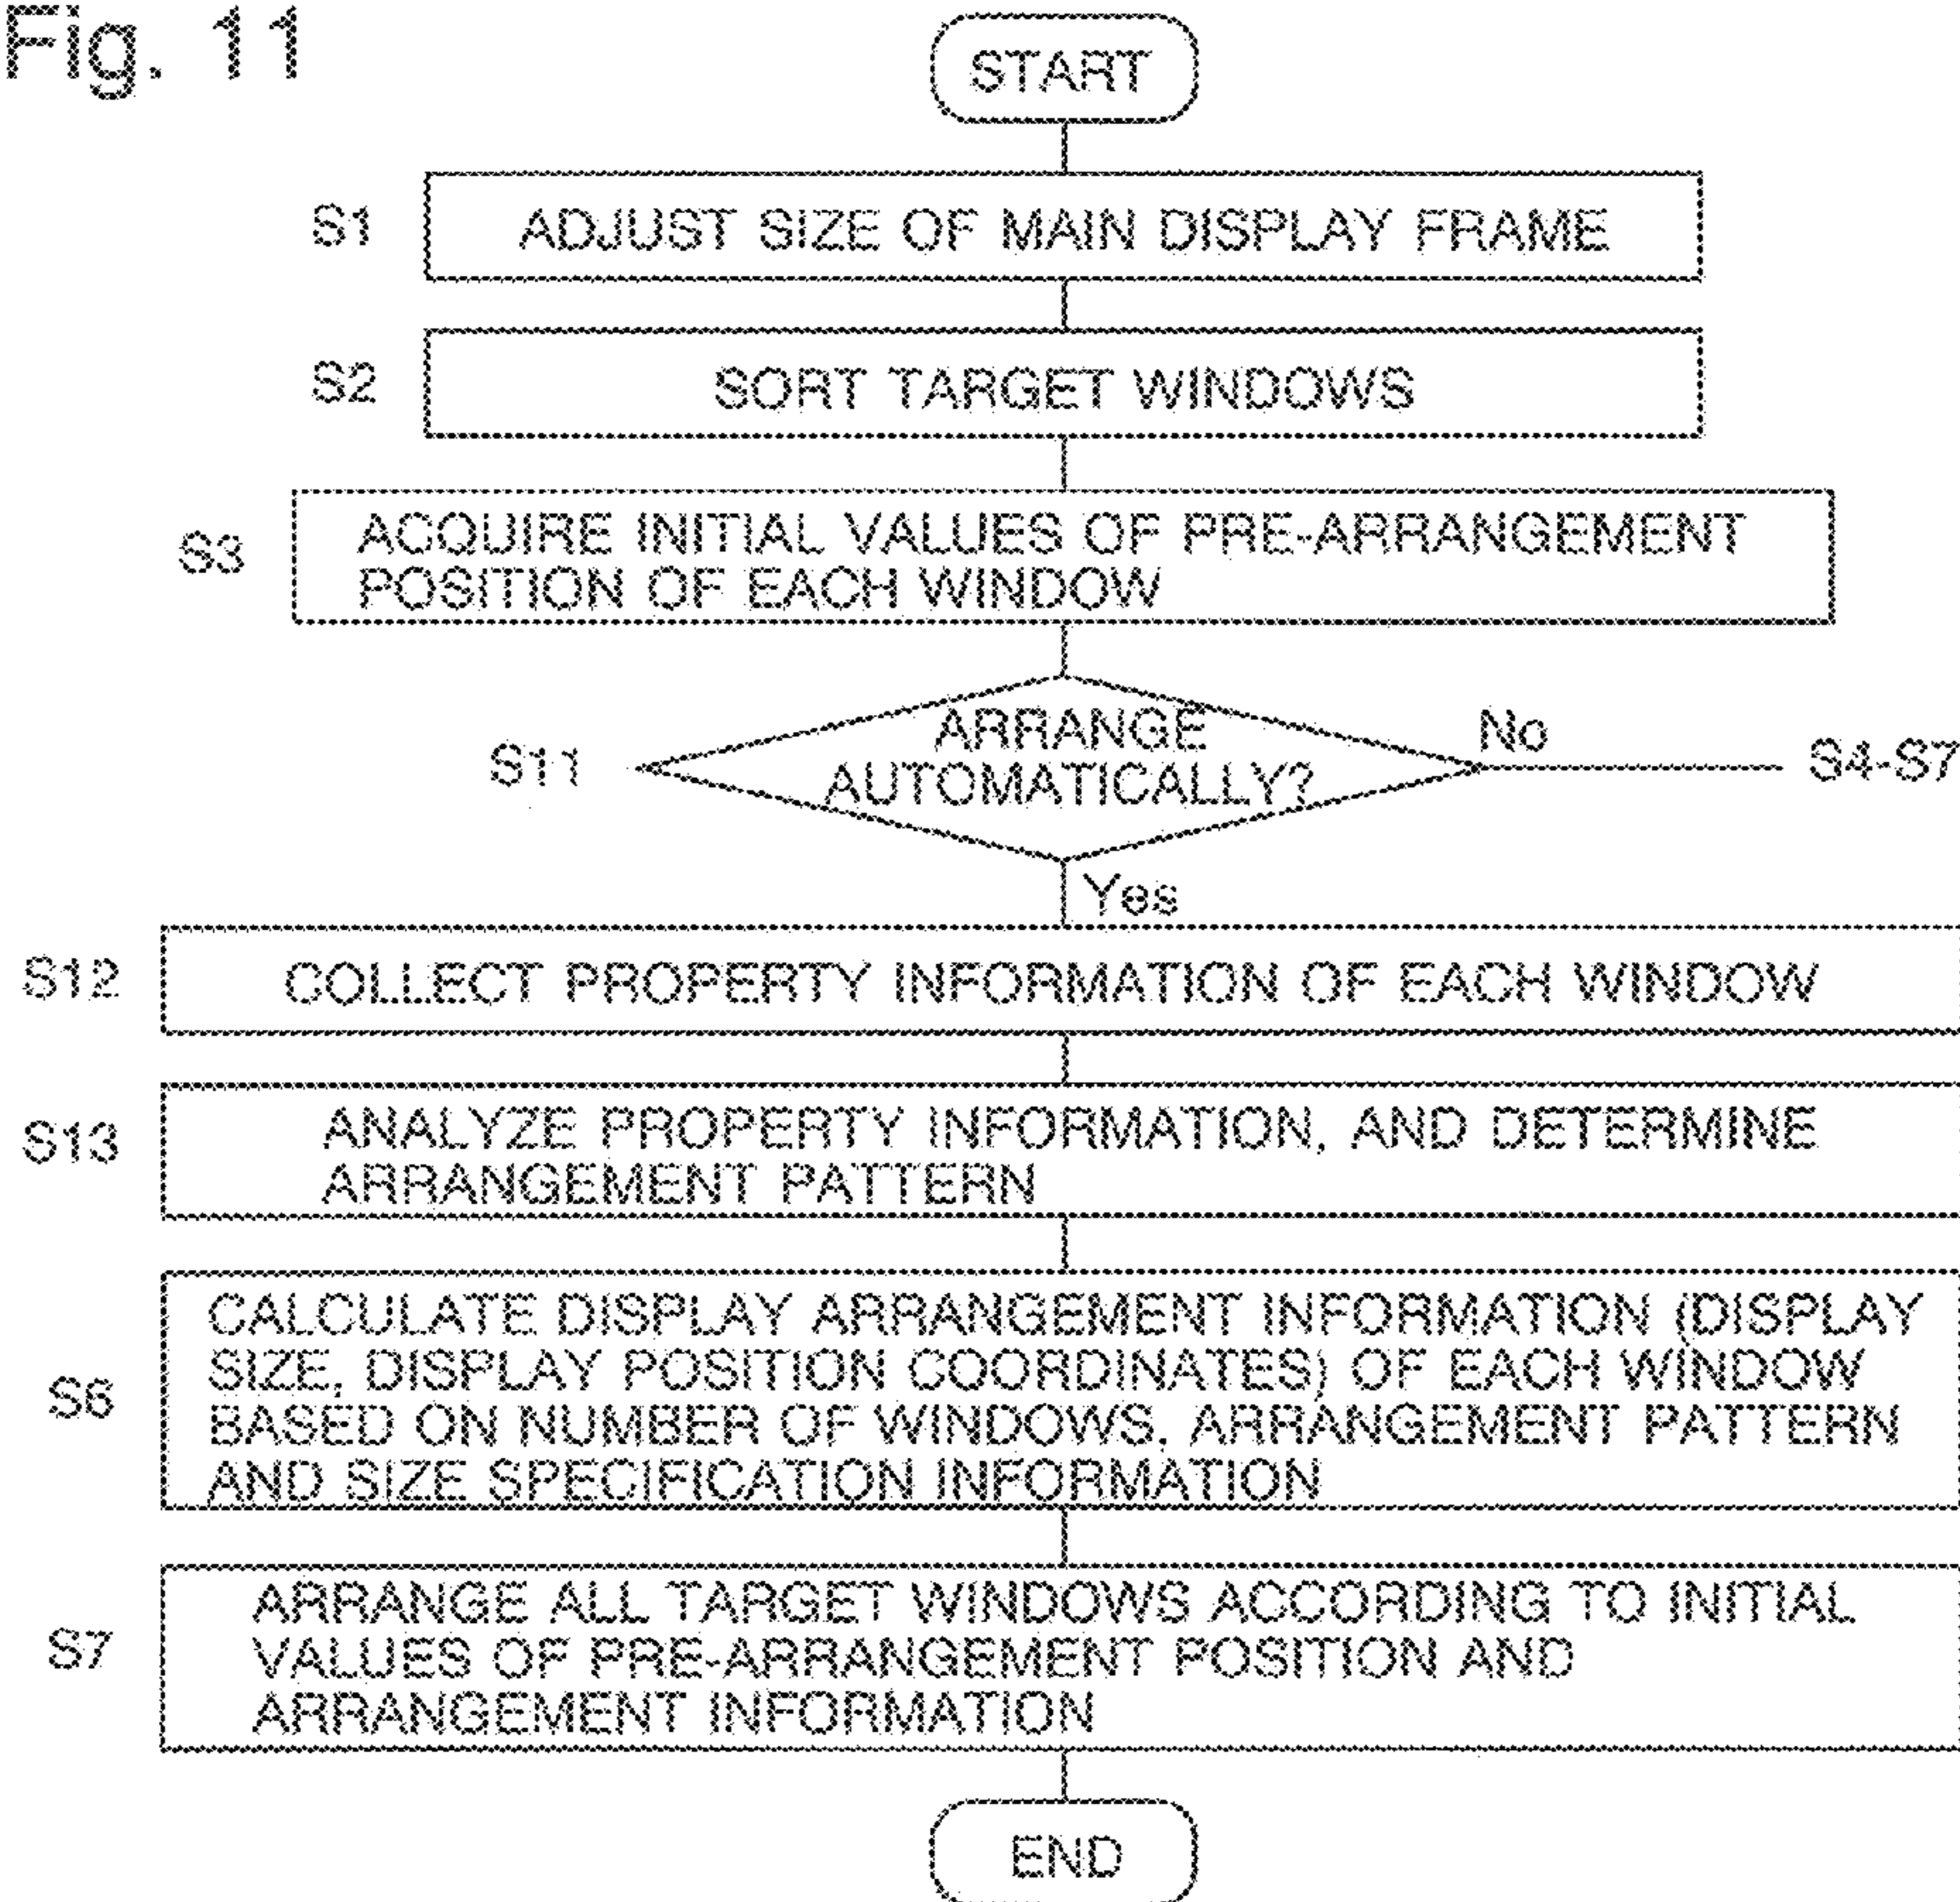 Fig. 11
START
S1
ADJUST SIZE OF MAIN DISPLAY FRAME
S2
SORT TARGET WINDOWS
S3
ACQUIRE INITIAL VALUES OF PRE-ARRANGEMENT
POSITION OF EACH WINDOW
S11
ARRANGE
AUTOMATICALLY?
No
S4-S7
Yes
S12
COLLECT PROPERTY INFORMATION OF EACH WINDOW
S13
ANALYZE PROPERTY INFORMATION, AND DETERMINE
ARRANGEMENT PATTERN
S6
CALCULATE DISPLAY ARRANGEMENT INFORMATION (DISPLAY
SIZE, DISPLAY POSITION COORDINATES) OF EACH WINDOW
BASED ON NUMBER OF WINDOWS, ARRANGEMENT PATTERN
AND SIZE SPECIFICATION INFORMATION
S7
ARRANGE ALL TARGET WINDOWS ACCORDING TO INITIAL
VALUES OF PRE-ARRANGEMENT POSITION AND
ARRANGEMENT INFORMATION
END